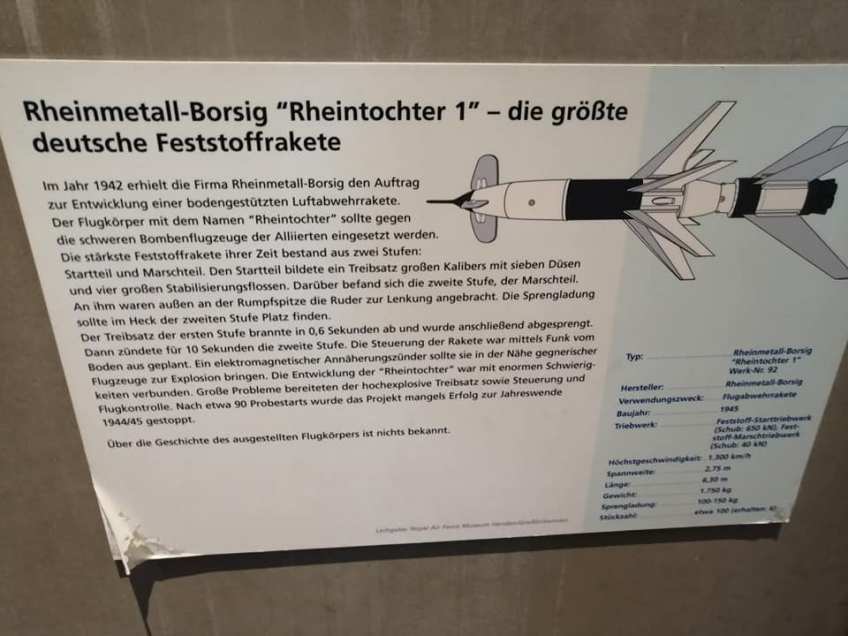 Rheinmetall-Borsig "Rheintochter 1" – die größte
deutsche Feststoffrakete
Im Jahr 1942 erhielt die Firma Rheinmetall-Borsig den Auftrag
zur Entwicklung einer bodengestützten Luftabwehrrakete.
Der Flugkörper mit dem Namen "Rheintochter" sollte gegen
die schweren Bombenflugzeuge der Alliierten eingesetzt werden.
Die stärkste Feststoffrakete ihrer Zeit bestand aus zwei Stufen:
Startteil und Marschteil. Den Startteil bildete ein Treibsatz großen Kalibers mit sieben Düsen
und vier großen Stabilisierungsflossen. Darüber befand sich die zweite Stufe, der Marschteil.
An ihm waren außen an der Rumpfspitze die Ruder zur Lenkung angebracht. Die Sprengladung
sollte im Heck der zweiten Stufe Platz finden.
Der Treibsatz der ersten Stufe brannte in 0,6 Sekunden ab und wurde anschließend abgesprengt.
Dann zündete für 10 Sekunden die zweite Stufe. Die Steuerung der Rakete war mittels Funk vom
Boden aus geplant. Ein elektromagnetischer Annäherungszünder sollte sie in der Nähe gegnerischer
Flugzeuge zur Explosion bringen. Die Entwicklung der "Rheintochter" war mit enormen Schwierig-
keiten verbunden. Große Probleme bereiteten der hochexplosive Treibsatz sowie Steuerung und
Flugkontrolle. Nach etwa 90 Probestarts wurde das Projekt mangels Erfolg zur Jahreswende
1944/45 gestoppt.
Über die Geschichte des ausgestellten Flugkörpers ist nichts bekannt.
Typ: Rheinmetall-Borsig
"Rheintochter 1"
Werk-Nr. 92
Hersteller: Rheinmetall-Borsig
Verwendungszweck: Flugabwehrrakete
Baujahr: 1945
Triebwerk: Feststoff-Starttriebwerk
(Schub: 650 kN), Fest-
stoff-Marschtriebwerk
(Schub: 40 kN)
Höchstgeschwindigkeit: 1.300 km/h
Spannweite: 2,75 m
Länge: 6,30 m
Gewicht: 1.750 kg
Sprengladung: 100-150 kg
Stückzahl: etwa 100 (erhalten:
Leihgabe: Royal Air Force Museum Hendon/Großbritannien